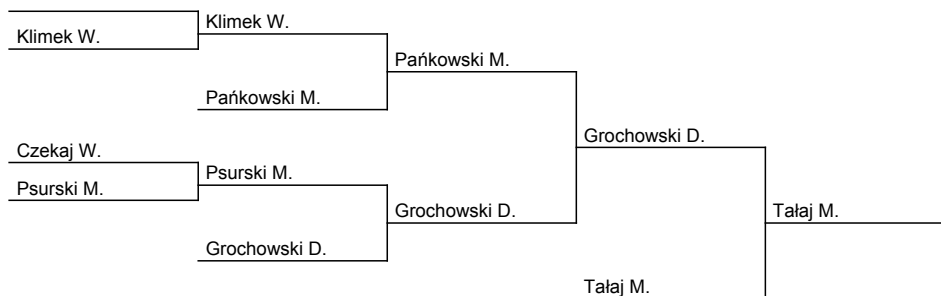 Klimek W.
Klimek W.
Pańkowski M.
Pańkowski M.
Czekaj W.
Psurski M.
Psurski M.
Grochowski D.
Grochowski D.
Grochowski D.
Tałaj M.
Tałaj M.